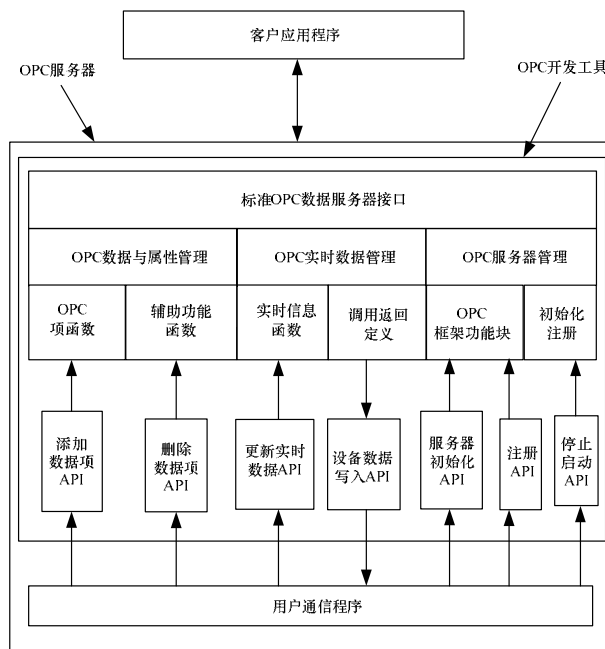 客户应用程序
OPC服务器
OPC开发工具
标准OPC数据服务器接口
OPC数据与属性管理
OPC实时数据管理
OPC服务器管理
OPC
项函数
辅助功能
函数
实时信息
函数
调用返回
定义
OPC
框架功能块
初始化
注册
添加
数据项
API
删除
数据项
API
更新实时
数据API
设备数据
写入API
服务器
初始化
API
注册
API
停止
启动
API
用户通信程序